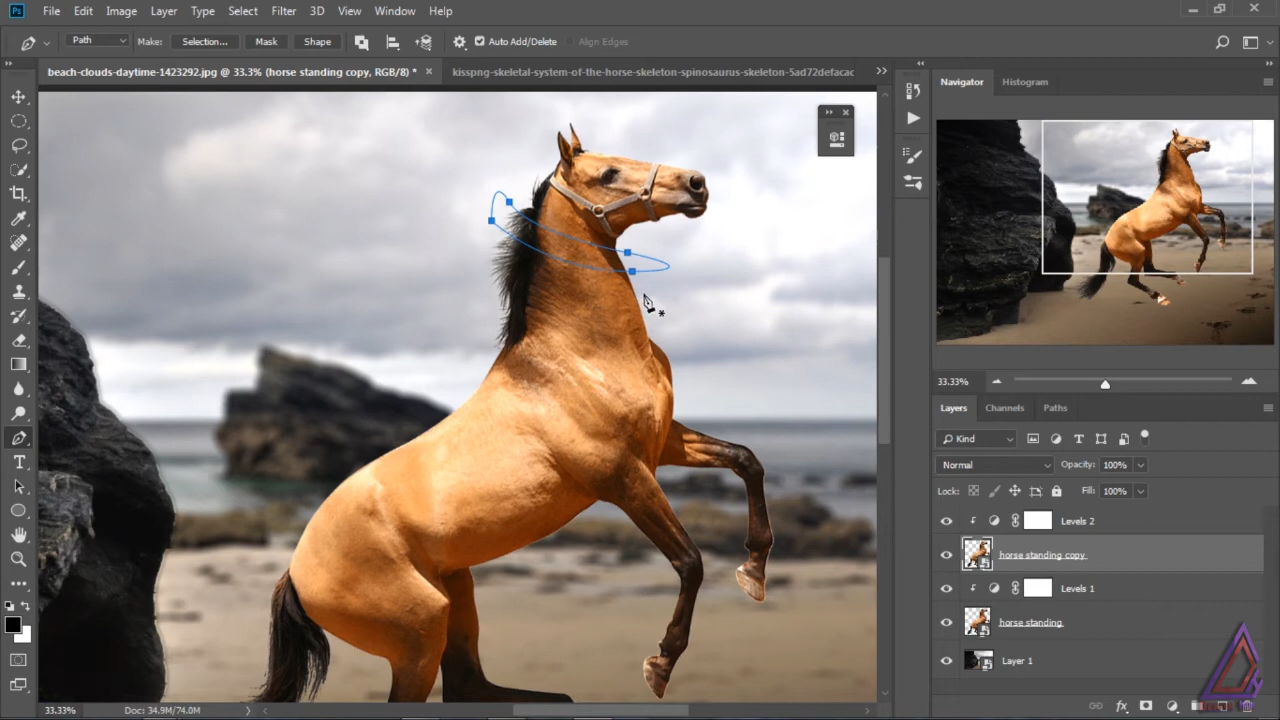 Ps File Edit Image Layer Type Select Filter 3D View Window Help
Path Make: Selection... Mask Shape Auto Add/Delete Align Edges
beach-clouds-daytime-1423292.jpg @ 33.3% (horse standing copy, RGB/8) * × kisspng-skeletal-system-of-the-horse-skeleton-spinosaurus-skeleton-5ad72defacac
Navigator Histogram
33.33%
Layers Channels Paths
Kind
Normal Opacity: 100%
Lock: Fill: 100%
Levels 2
horse standing copy
Levels 1
horse standing
Layer 1
33.33% Doc: 34.9M/74.0M